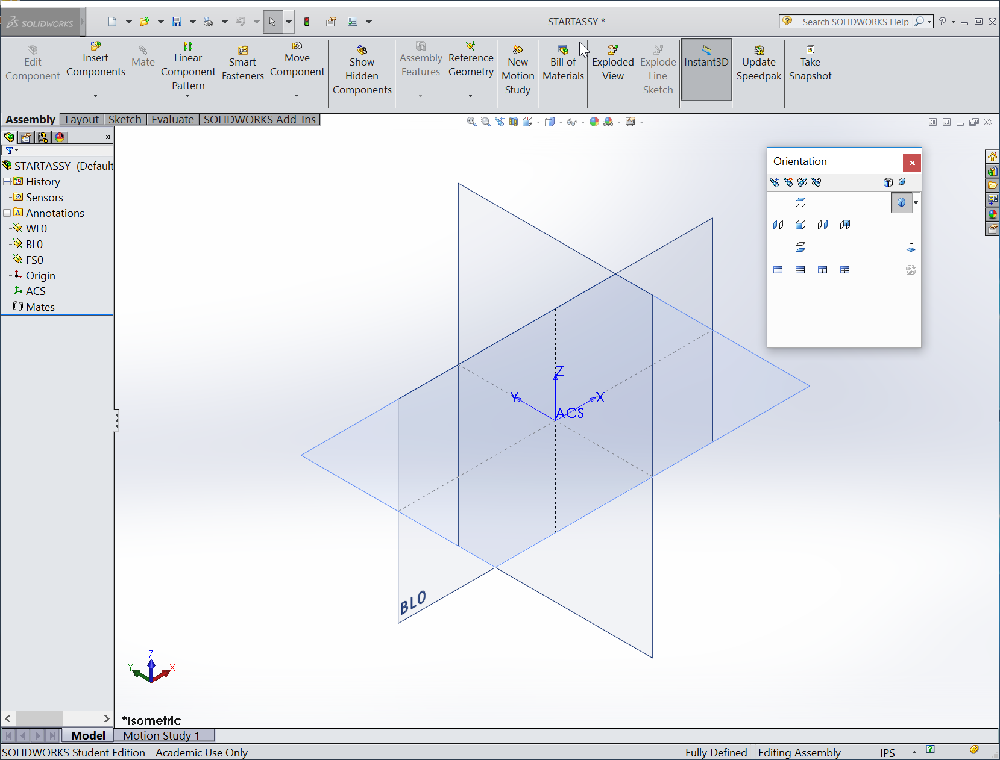 SOLIDWORKS
STARTASSY *
Search SOLIDWORKS Help
Edit Component
Insert Components
Mate
Linear Component Pattern
Smart Fasteners
Move Component
Show Hidden Components
Assembly Features
Reference Geometry
New Motion Study
Bill of Materials
Exploded View
Explode Line Sketch
Instant3D
Update Speedpak
Take Snapshot
Assembly
Layout
Sketch
Evaluate
SOLIDWORKS Add-Ins
STARTASSY (Default
History
Sensors
Annotations
WL0
BL0
FS0
Origin
ACS
Mates
Orientation
Z
Y
X
ACS
BL0
Z
Y
X
*Isometric
Model
Motion Study 1
SOLIDWORKS Student Edition - Academic Use Only
Fully Defined
Editing Assembly
IPS